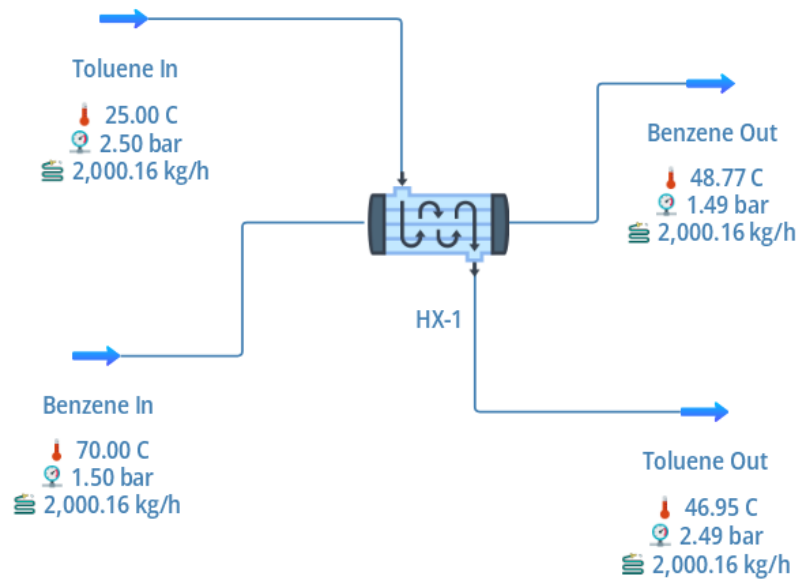 Toluene In
25.00 C
2.50 bar
2,000.16 kg/h
Benzene Out
48.77 C
1.49 bar
2,000.16 kg/h
HX-1
Benzene In
70.00 C
1.50 bar
2,000.16 kg/h
Toluene Out
46.95 C
2.49 bar
2,000.16 kg/h